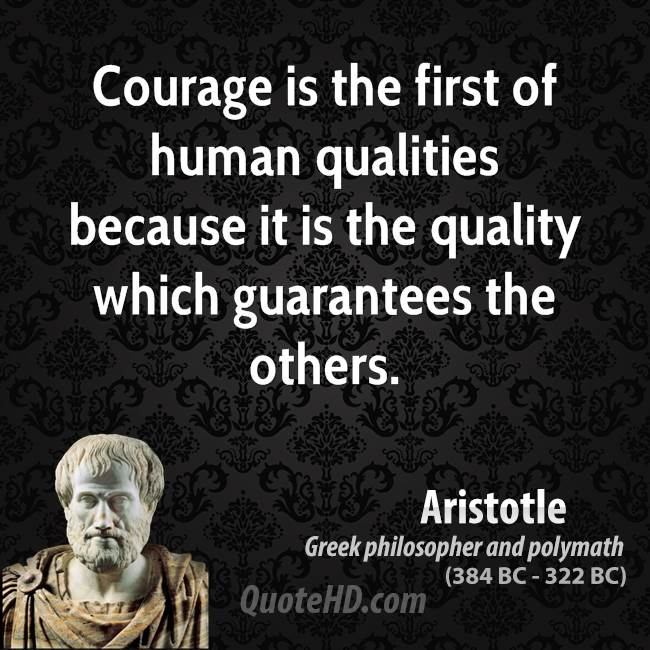 Courage is the first of
human qualities
because it is the quality
which guarantees the
others.
Aristotle
Greek philosopher and polymath
(384 BC - 322 BC)
QuoteHD.com